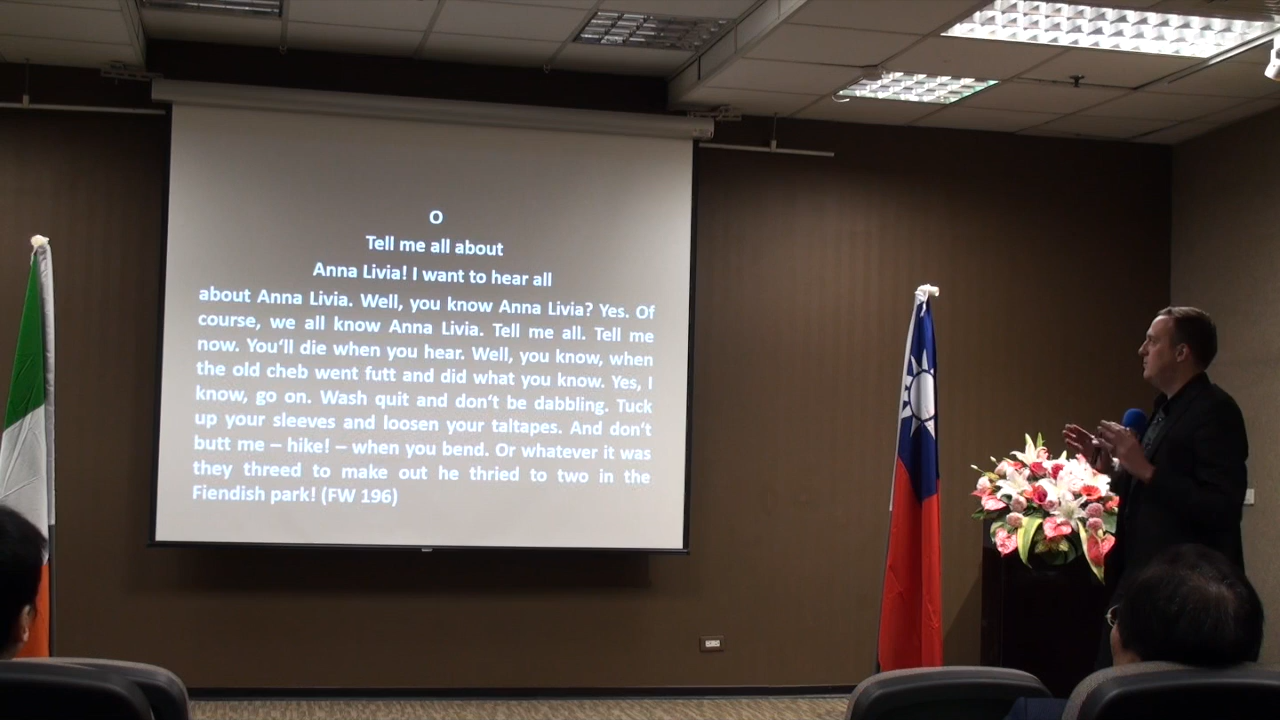 O
Tell me all about
Anna Livia! I want to hear all
about Anna Livia. Well, you know Anna Livia? Yes. Of
course, we all know Anna Livia. Tell me all. Tell me
now. You'll die when you hear. Well, you know, when
the old cheb went futt and did what you know. Yes, I
know, go on. Wash quit and don't be dabbling. Tuck
up your sleeves and loosen your taltapes. And don't
butt me – hike! – when you bend. Or whatever it was
they threed to make out he thried to two in the
Fiendish park! (FW 196)